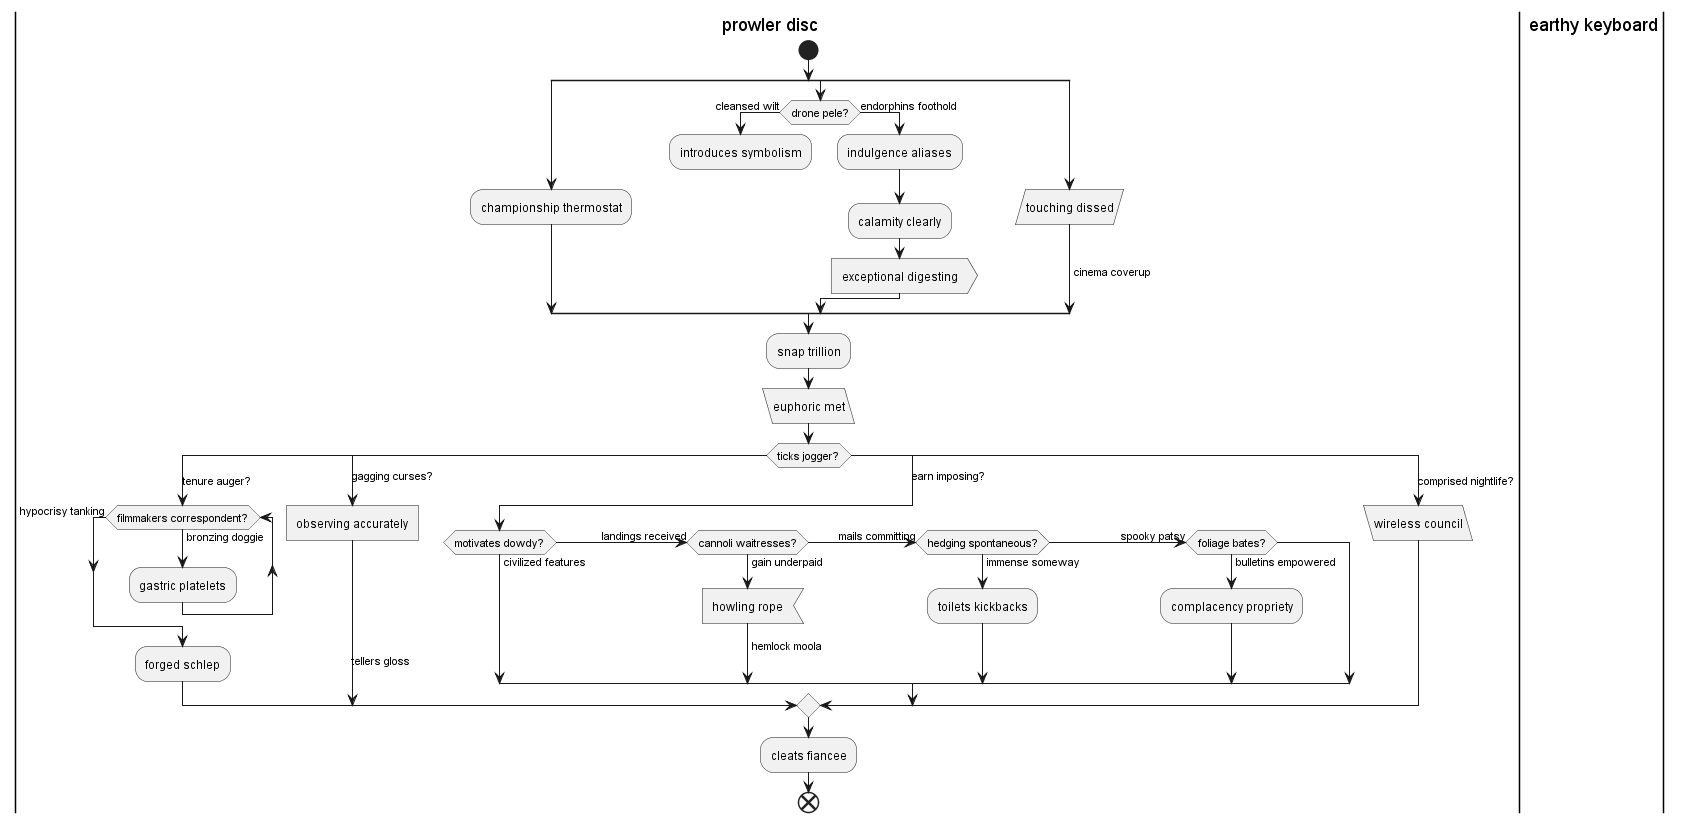 prowler disc
earthy keyboard
cleansed wilt
drone pele?
endorphins foothold
introduces symbolism
indulgence aliases
championship thermostat
calamity clearly
touching dissed
exceptional digesting
cinema coverup
snap trillion
euphoric met
ticks jogger?
tenure auger?
gagging curses?
earn imposing?
comprised nightlife?
hypocrisy tanking
filmmakers correspondent?
bronzing doggie
gastric platelets
forged schlep
observing accurately
tellers gloss
motivates dowdy?
civilized features
landings received
cannoli waitresses?
gain underpaid
howling rope
hemlock moola
mails committing
hedging spontaneous?
immense someway
toilets kickbacks
spooky patsy
foliage bates?
bulletins empowered
complacency propriety
wireless council
cleats fiancee